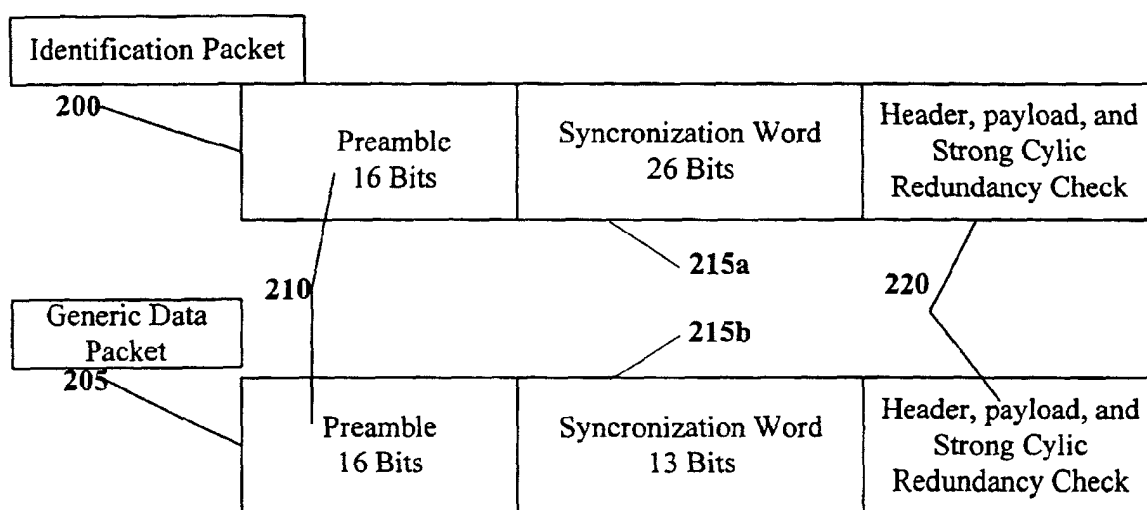 Identification Packet
200
Preamble
16 Bits
Syncronization Word
26 Bits
Header, payload, and
Strong Cylic
Redundancy Check
215a
210
220
Generic Data
Packet
215b
205
Preamble
16 Bits
Syncronization Word
13 Bits
Header, payload, and
Strong Cylic
Redundancy Check